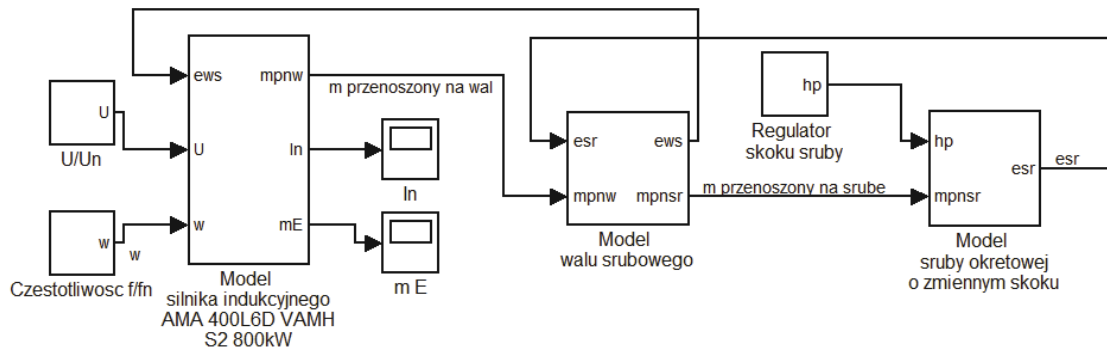 U
U/Un
w
w
Czestotliwosc f/fn
ews
mpnw
U
In
w
mE
Model
silnika indukcyjnego
AMA 400L6D VAMH
S2 800kW
m przenoszony na wal
In
m E
esr
ews
mpnw
mpnsr
Model
walu srubowego
m przenoszony na srube
hp
Regulator
skoku sruby
hp
esr
mpnsr
esr
Model
sruby okretowej
o zmiennym skoku